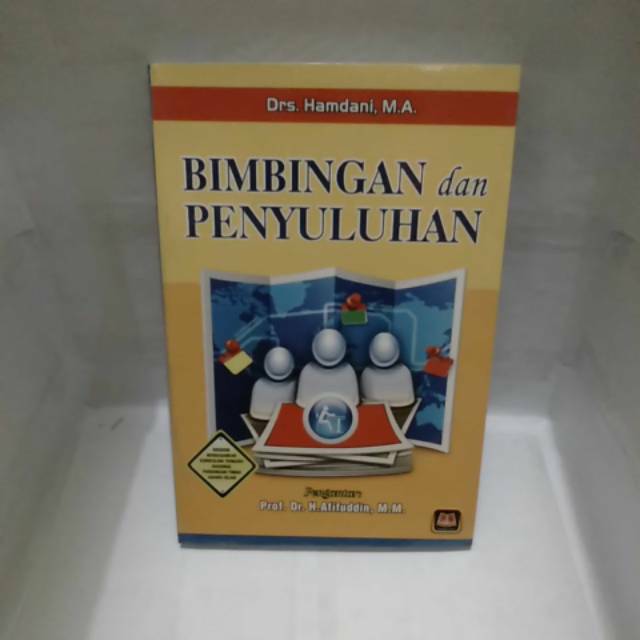 Drs. Hamdani, M.A.
BIMBINGAN dan
PENYULUHAN
Pengantar:
Prof. Dr. H. Afifuddin, M.M.